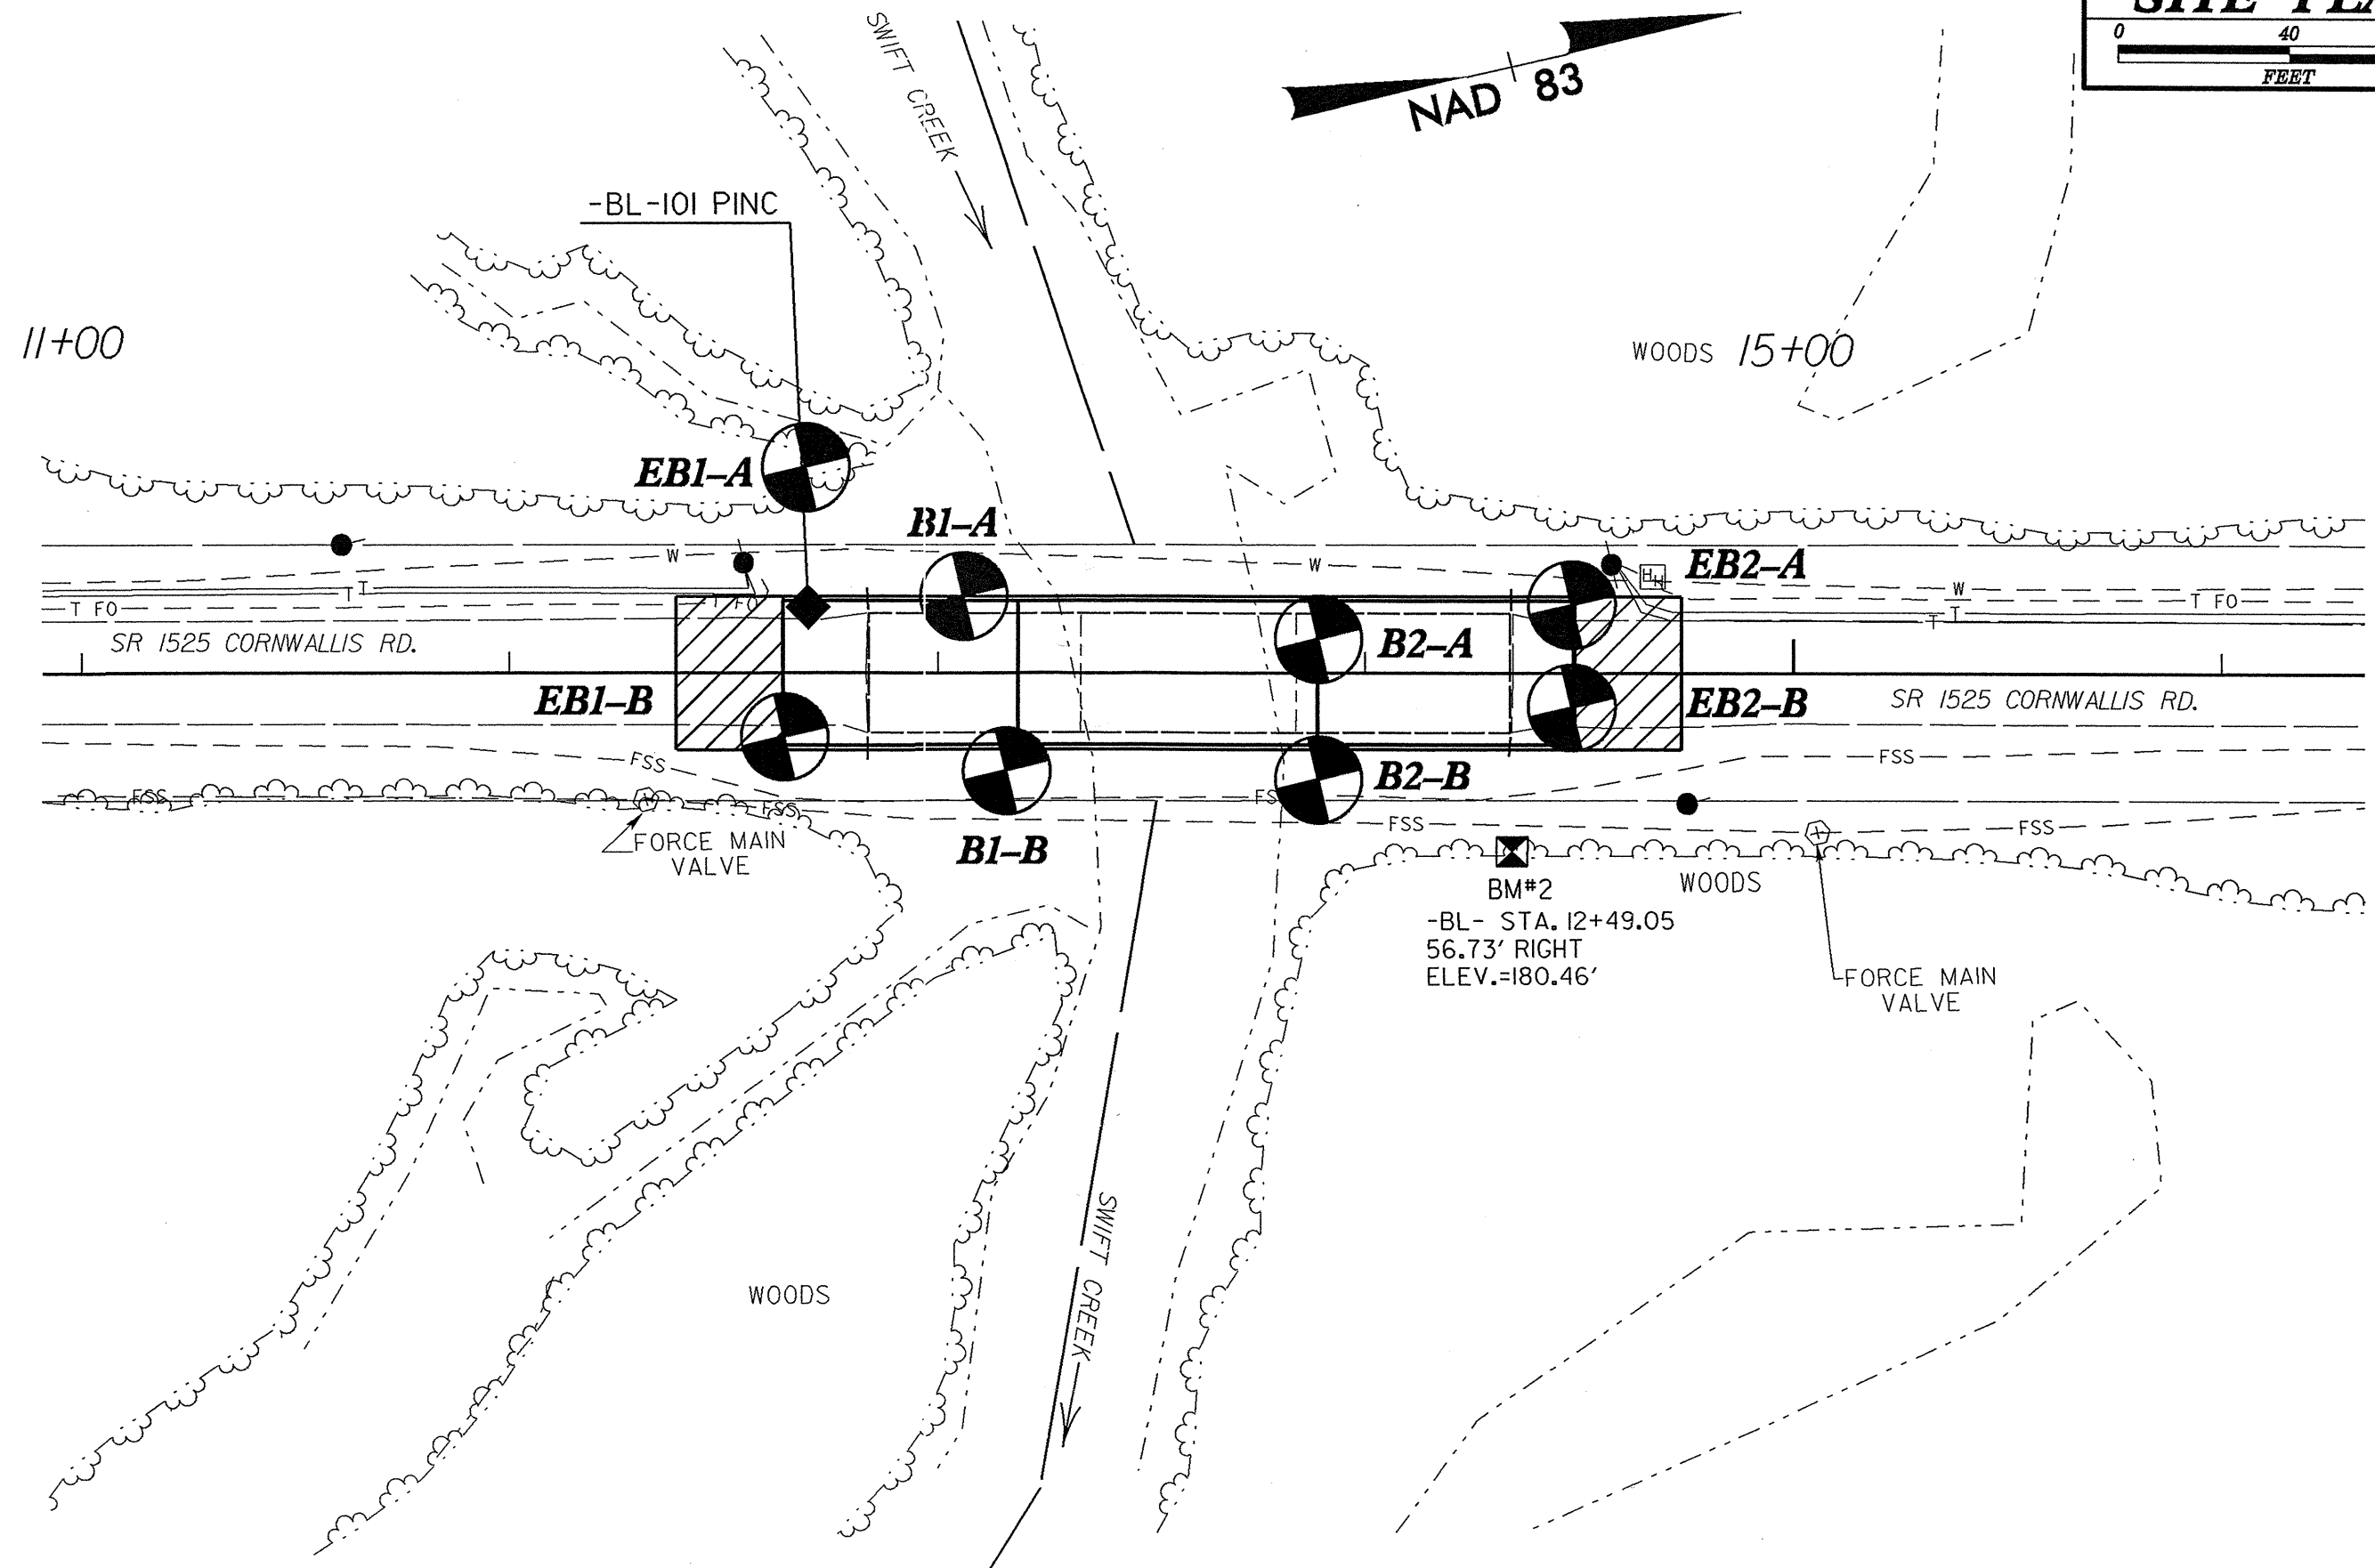 SITE
0 40
FEET
SWIFT CREEK
NAD 83
-BL-101 PINC
11+00
WOODS 15+00
EB1-A
B1-A
W
W
EB2-A
HH
W
T
T
T FO
T FO
T FO
T
T
SR 1525 CORNWALLIS RD.
B2-A
EB1-B
EB2-B
SR 1525 CORNWALLIS RD.
FSS
FSS
B2-B
FSS
FSS
FS
FSS
FSS
FORCE MAIN
VALVE
B1-B
BM#2
WOODS
-BL- STA. 12+49.05
56.73' RIGHT
ELEV.=180.46'
FORCE MAIN
VALVE
SWIFT CREEK
WOODS